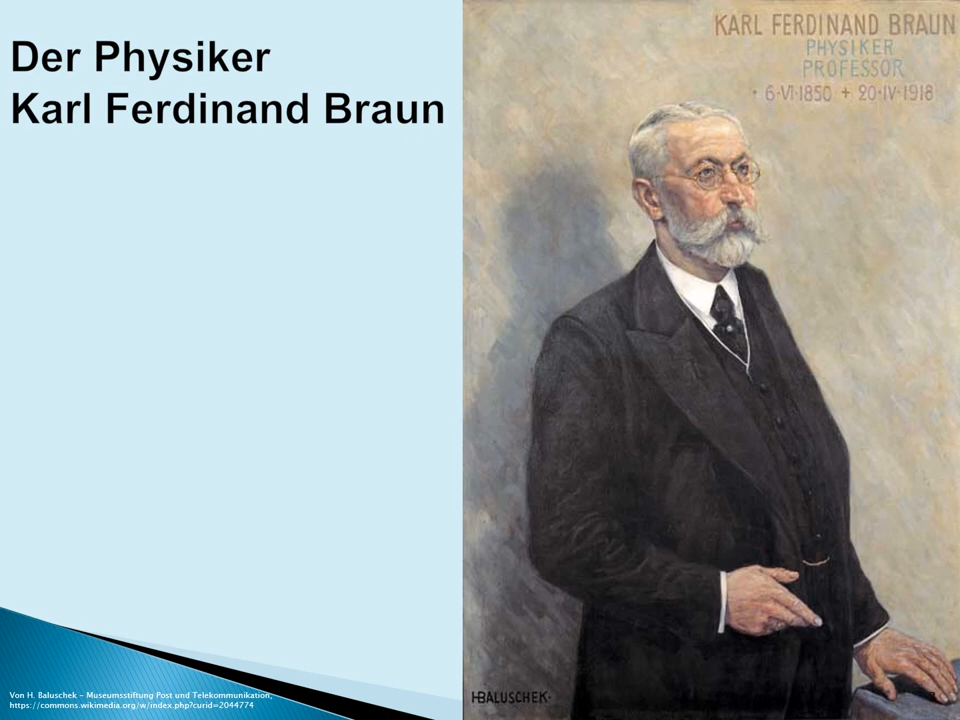 Der Physiker
Karl Ferdinand Braun
KARL FERDINAND BRAUN
PHYSIKER
PROFESSOR
• 6·VI·1850 + 20·IV·1918
HBALUSCHEK·
Von H. Baluschek - Museumsstiftung Post und Telekommunikation,
https://commons.wikimedia.org/w/index.php?curid=2044774